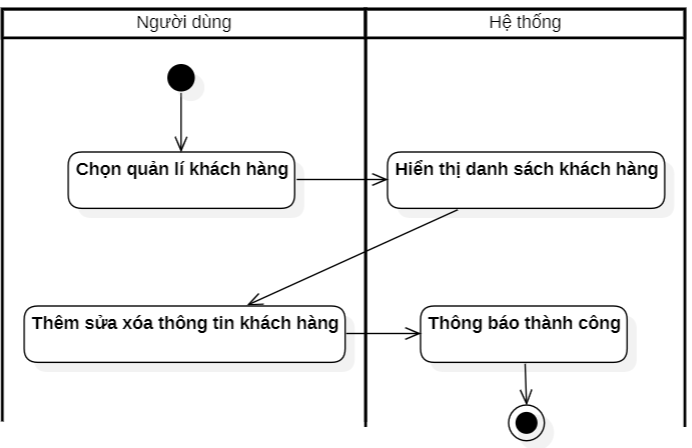 Người dùng
Hệ thống
Chọn quản lí khách hàng
Hiển thị danh sách khách hàng
Thêm sửa xóa thông tin khách hàng
Thông báo thành công